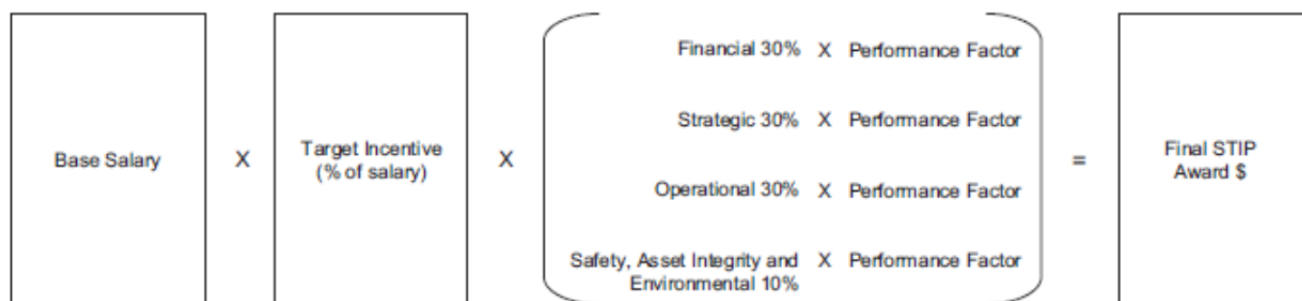 Financial 30% X Performance Factor
Strategic 30% X Performance Factor
Base Salary X Target Incentive (% of salary) X
Operational 30% X Performance Factor
= Final STIP Award $
Safety, Asset Integrity and Environmental 10% X Performance Factor